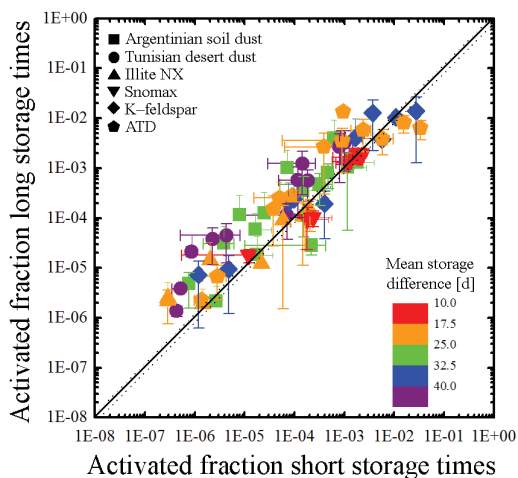 Activated fraction long storage times
1E+00
1E-01
1E-02
1E-03
1E-04
1E-05
1E-06
1E-07
1E-08
Argentinian soil dust
Tunisian desert dust
Illite NX
Snomax
K-feldspar
ATD
Mean storage
difference [d]
10.0
17.5
25.0
32.5
40.0
1E-08 1E-07 1E-06 1E-05 1E-04 1E-03 1E-02 1E-01 1E+00
Activated fraction short storage times